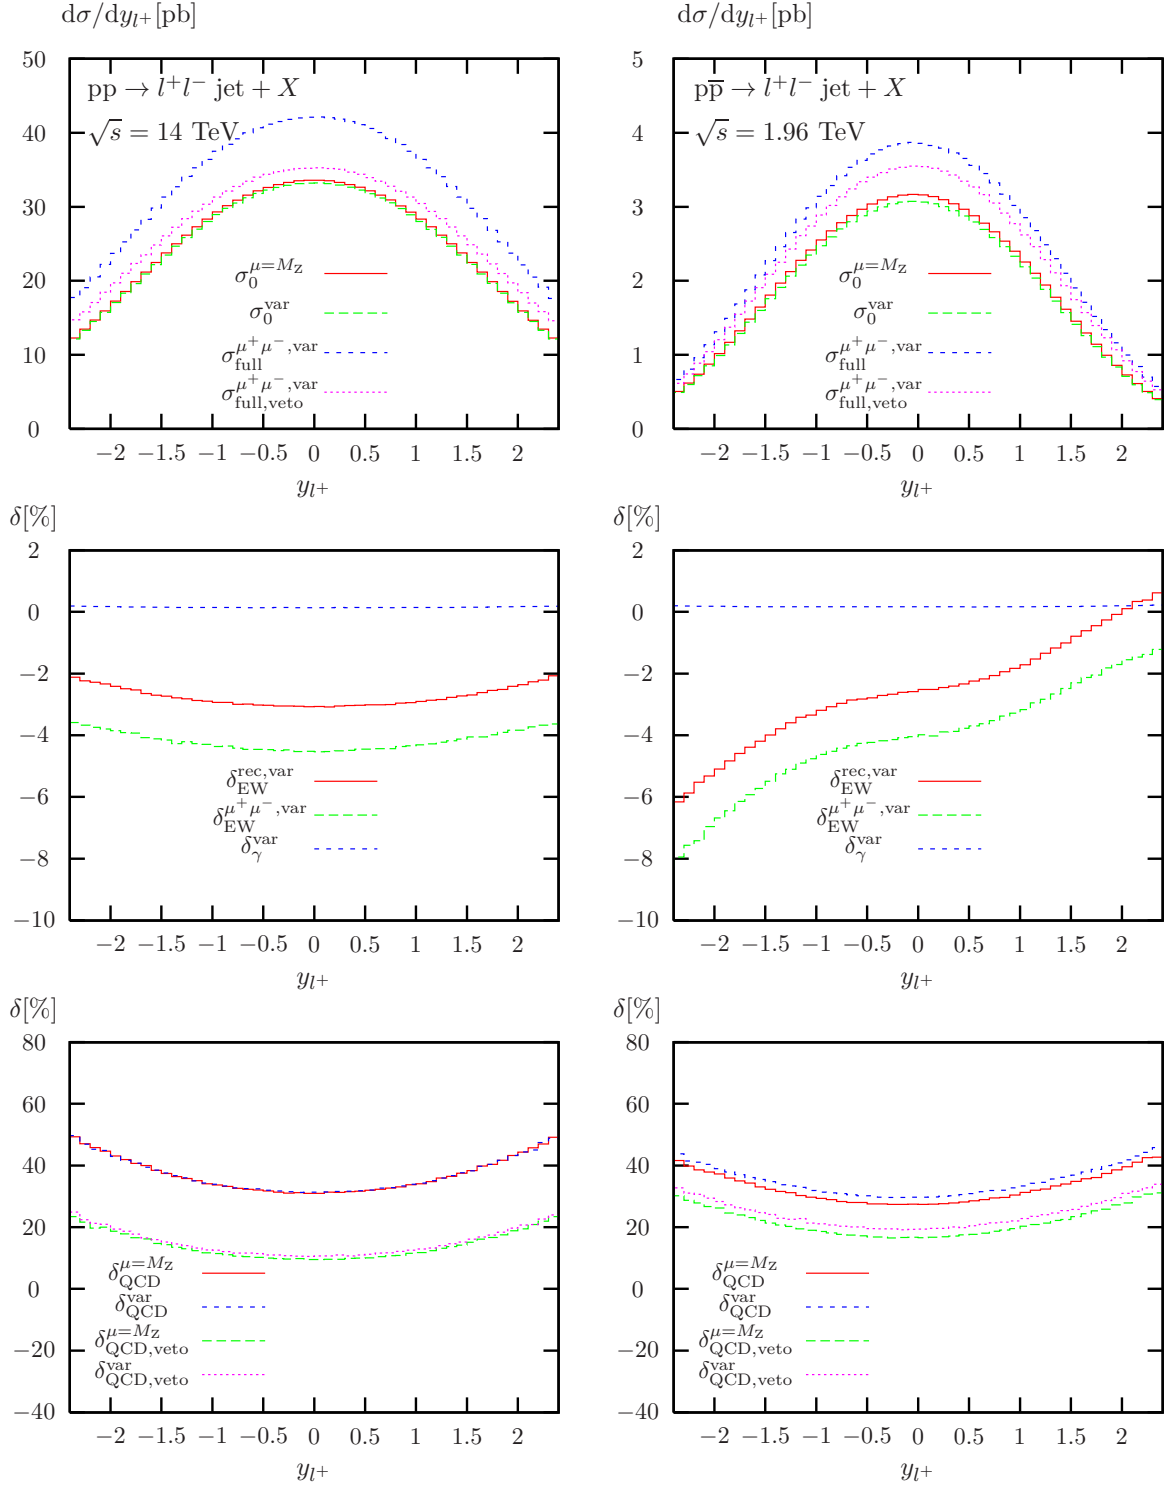 dσ/dy_{l+}[pb]
50
40
30
20
10
0
pp → l⁺l⁻ jet + X
√s = 14 TeV
σ_0^{μ=M_Z}
σ_0^{var}
σ_{full}^{μ⁺μ⁻,var}
σ_{full,veto}^{μ⁺μ⁻,var}
−2 −1.5 −1 −0.5 0 0.5 1 1.5 2
y_{l+}
dσ/dy_{l+}[pb]
5
4
3
2
1
0
pp̅ → l⁺l⁻ jet + X
√s = 1.96 TeV
σ_0^{μ=M_Z}
σ_0^{var}
σ_{full}^{μ⁺μ⁻,var}
σ_{full,veto}^{μ⁺μ⁻,var}
−2 −1.5 −1 −0.5 0 0.5 1 1.5 2
y_{l+}
δ[%]
2
0
−2
−4
−6
−8
−10
δ_{EW}^{rec,var}
δ_{EW}^{μ⁺μ⁻,var}
δ_γ^{var}
−2 −1.5 −1 −0.5 0 0.5 1 1.5 2
y_{l+}
δ[%]
2
0
−2
−4
−6
−8
−10
δ_{EW}^{rec,var}
δ_{EW}^{μ⁺μ⁻,var}
δ_γ^{var}
−2 −1.5 −1 −0.5 0 0.5 1 1.5 2
y_{l+}
δ[%]
80
60
40
20
0
−20
−40
δ_{QCD}^{μ=M_Z}
δ_{QCD}^{var}
δ_{QCD,veto}^{μ=M_Z}
δ_{QCD,veto}^{var}
−2 −1.5 −1 −0.5 0 0.5 1 1.5 2
y_{l+}
δ[%]
80
60
40
20
0
−20
−40
δ_{QCD}^{μ=M_Z}
δ_{QCD}^{var}
δ_{QCD,veto}^{μ=M_Z}
δ_{QCD,veto}^{var}
−2 −1.5 −1 −0.5 0 0.5 1 1.5 2
y_{l+}